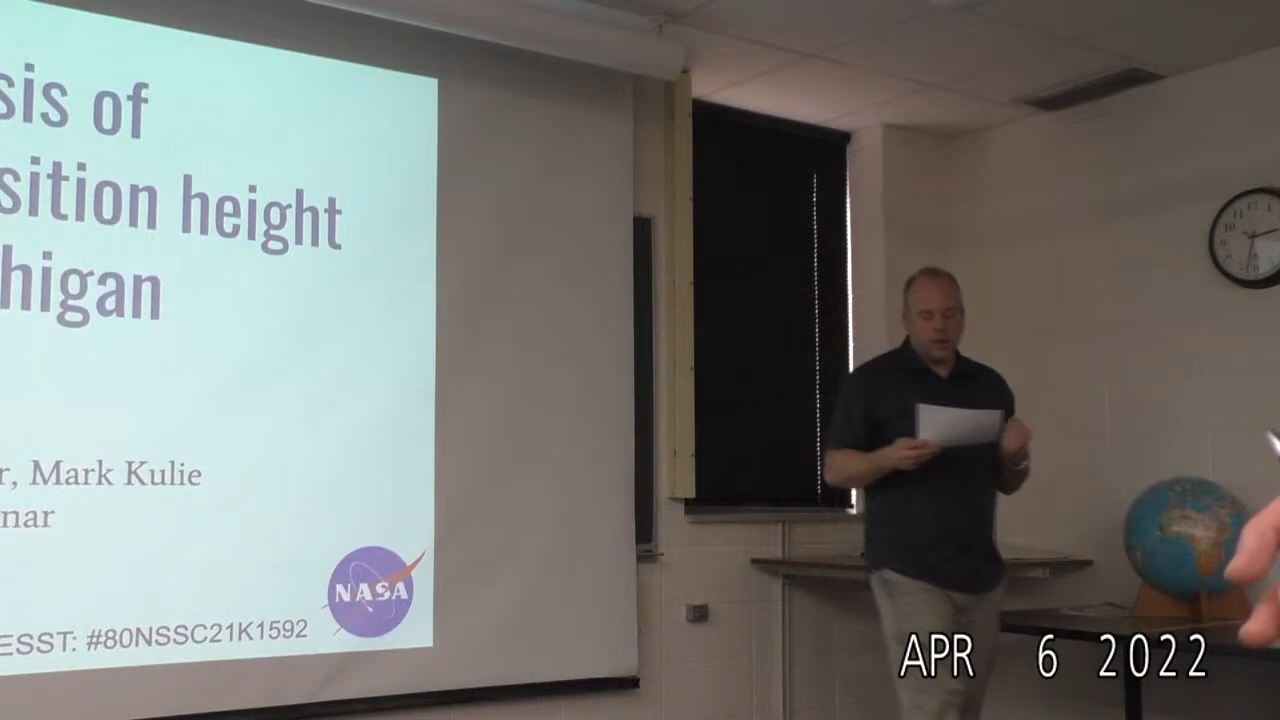 sis of
sition height
higan
r, Mark Kulie
nar
NASA
ESST: #80NSSC21K1592
APR 6 2022